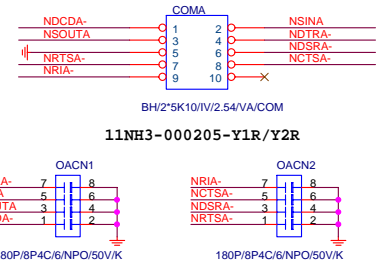 COMA
NDCDA- 1 2 NSINA
NSOUTA 3 4 NDTRA-
5 6 NDSRA-
NRTSA- 7 8 NCTSA-
NRIA- 9 10
BH/2*5K10/IV/2.54/VA/COM
11NH3-000205-Y1R/Y2R
OACN1 OACN2
A- 7 8 NRIA- 7 8
5 6 NCTSA- 5 6
UTA 3 4 NDSRA- 3 4
DA- 1 2 NRTSA- 1 2
80P/8P4C/6/NPO/50V/K 180P/8P4C/6/NPO/50V/K